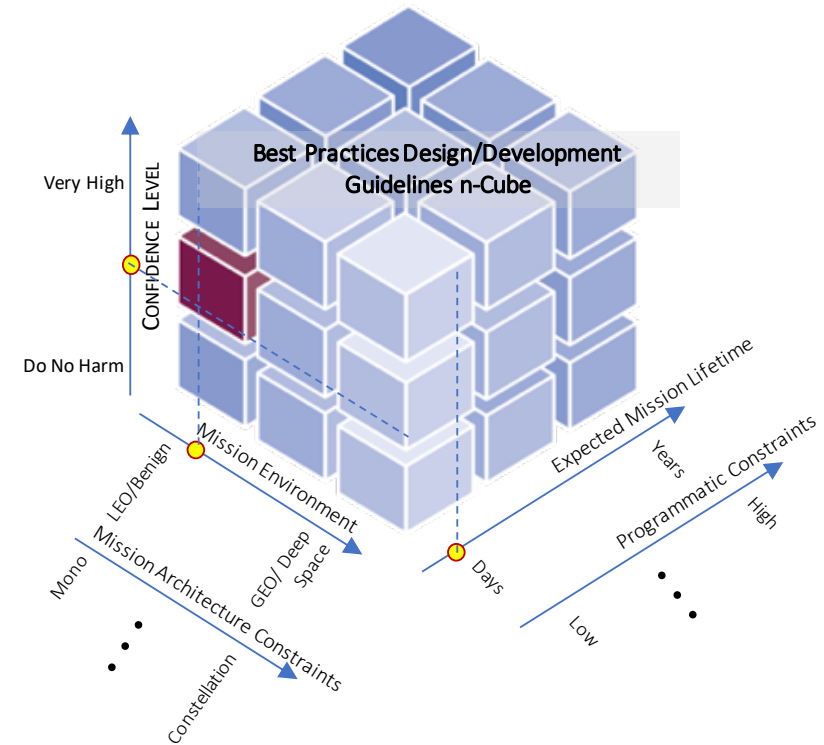 Best Practices Design/Development
Guidelines n-Cube
Very High
CONFIDENCE LEVEL
Do No Harm
Mission Environment
LEO/Benign
GEO/ Deep
Space
Mission Architecture Constraints
Mono
Constellation
Expected Mission Lifetime
Years
Days
Programmatic Constraints
High
Low